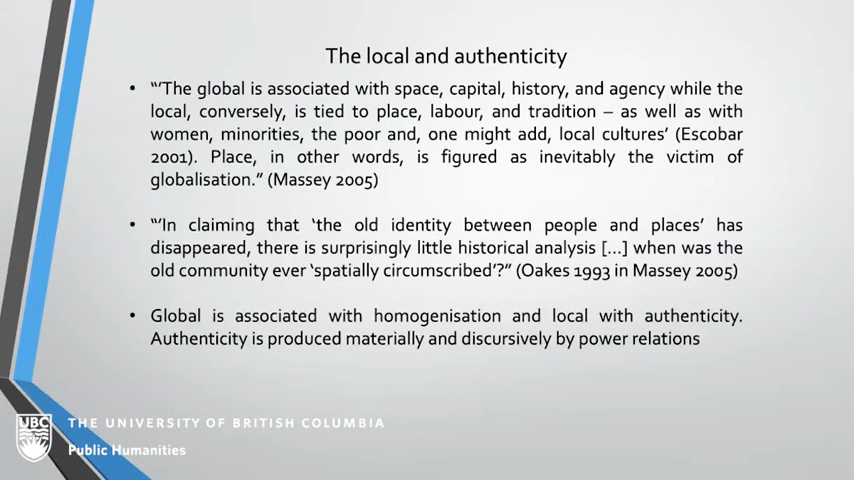 The local and authenticity
• “‘The global is associated with space, capital, history, and agency while the
local, conversely, is tied to place, labour, and tradition – as well as with
women, minorities, the poor and, one might add, local cultures’ (Escobar
2001). Place, in other words, is figured as inevitably the victim of
globalisation.” (Massey 2005)
• “‘In claiming that ‘the old identity between people and places’ has
disappeared, there is surprisingly little historical analysis [...] when was the
old community ever ‘spatially circumscribed’?” (Oakes 1993 in Massey 2005)
• Global is associated with homogenisation and local with authenticity.
Authenticity is produced materially and discursively by power relations
UBC
THE UNIVERSITY OF BRITISH COLUMBIA
Public Humanities